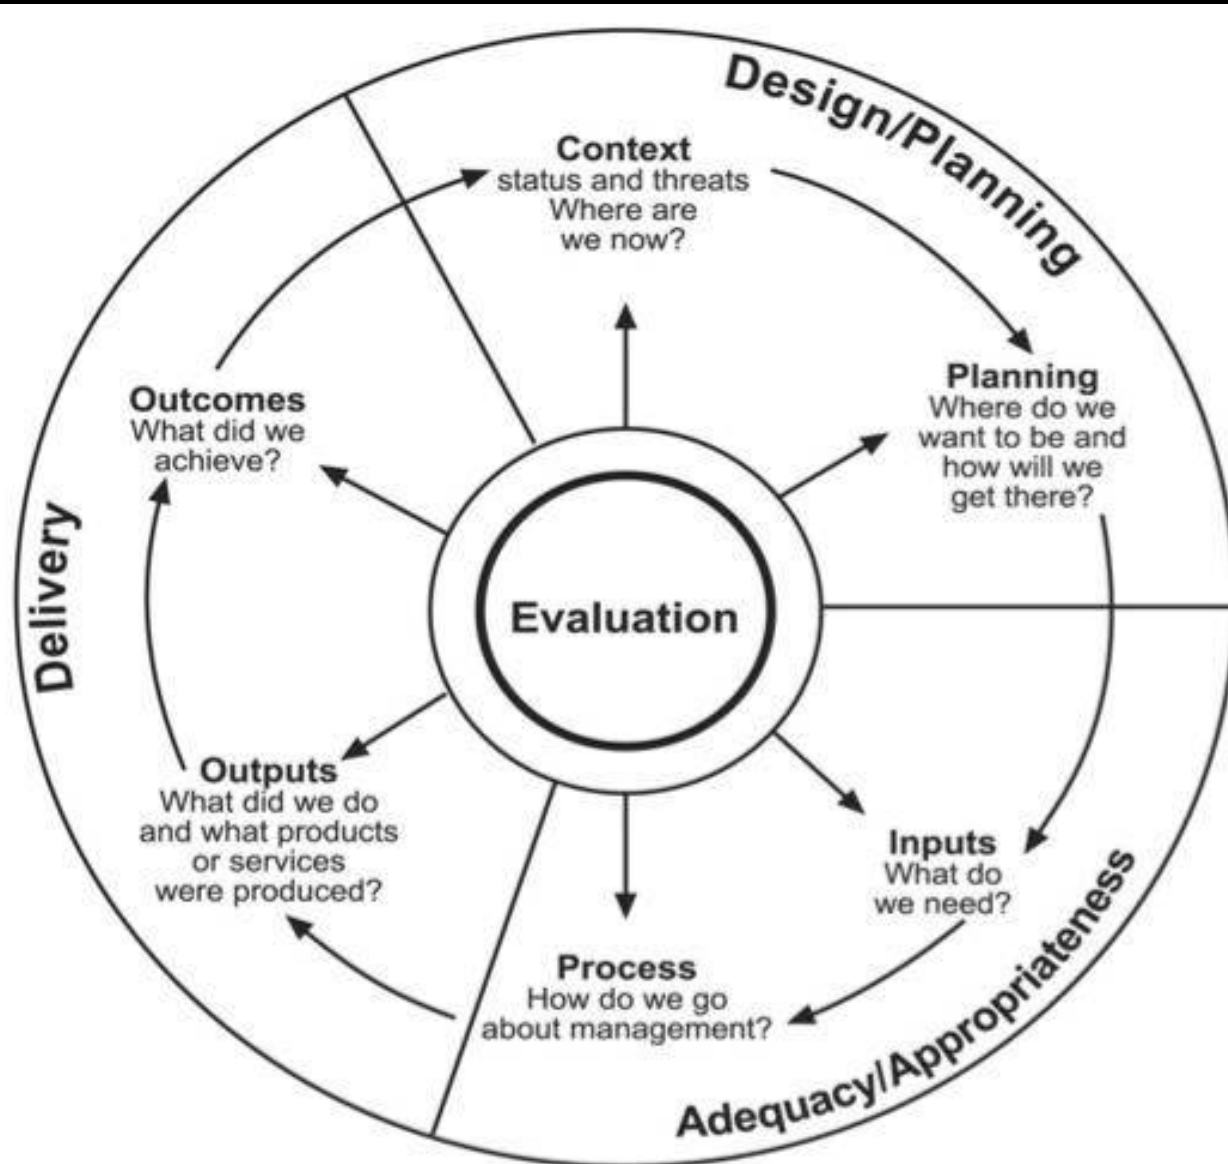 Design/Planning
Context
status and threats
Where are
we now?
Planning
Where do we
want to be and
how will we
get there?
Inputs
What do
we need?
Adequacy/Appropriateness
Process
How do we go
about management?
Outputs
What did we do
and what products
or services
were produced?
Delivery
Outcomes
What did we
achieve?
Evaluation